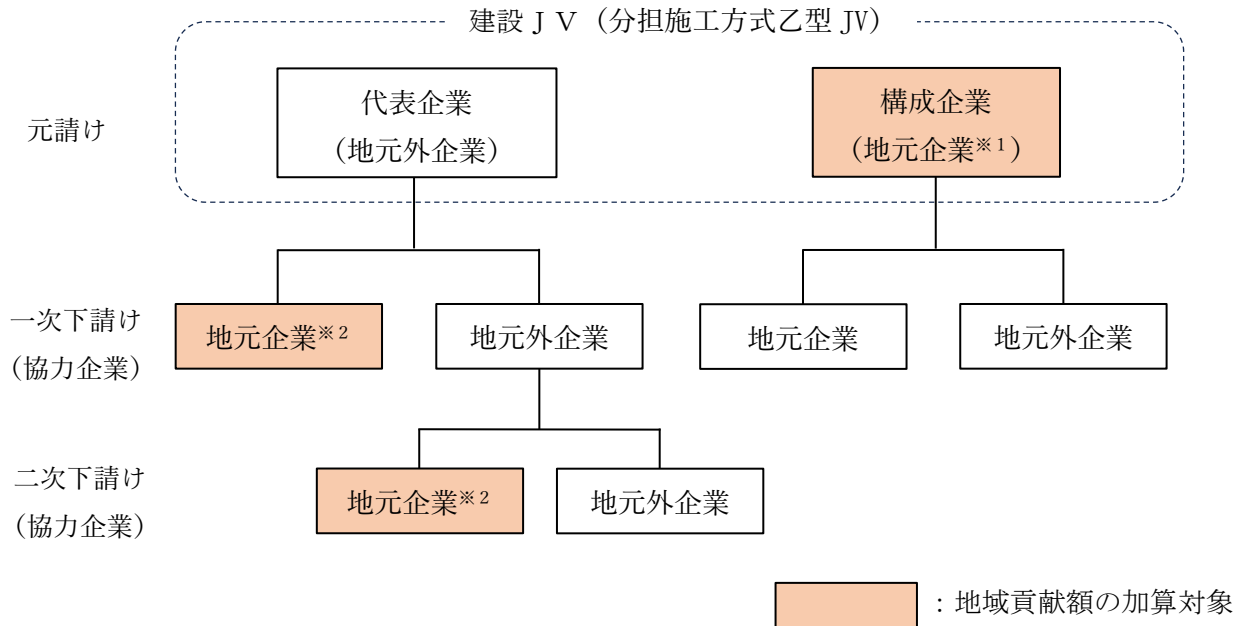 建設ＪＶ（分担施工方式乙型 JV）
元請け
代表企業
（地元外企業）
構成企業
（地元企業※1）
一次下請け
（協力企業）
地元企業※2
地元外企業
地元企業
地元外企業
二次下請け
（協力企業）
地元企業※2
地元外企業
：地域貢献額の加算対象